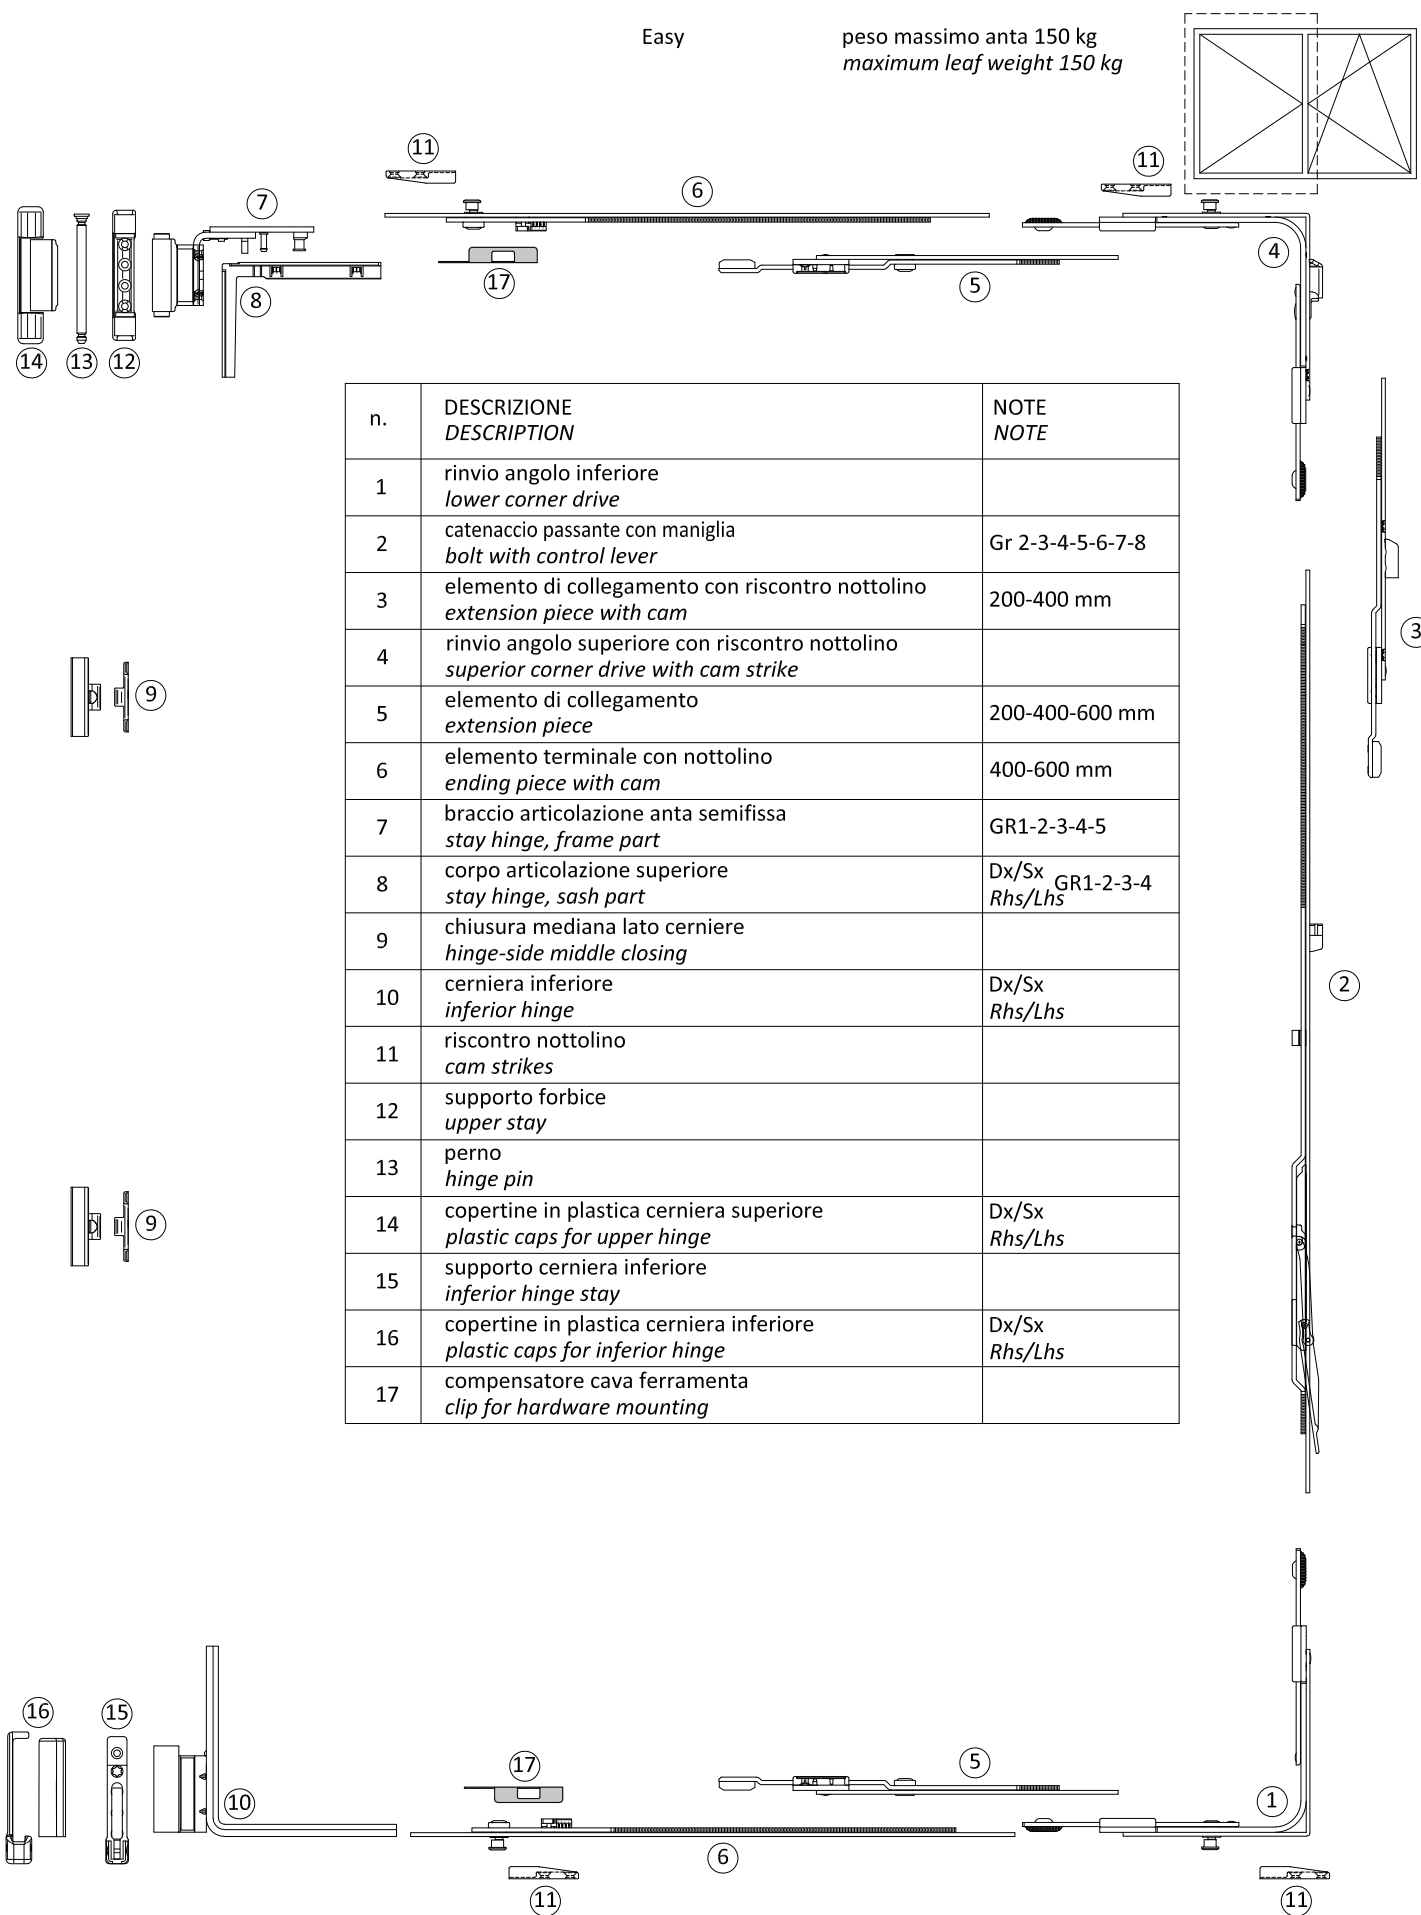 Easy
peso massimo anta 150 kg
maximum leaf weight 150 kg
11
11
6
7
4
17
5
8
14
13
12
n.
DESCRIZIONE
DESCRIPTION
NOTE
NOTE
1
rinvio angolo inferiore
lower corner drive
2
catenaccio passante con maniglia
bolt with control lever
Gr 2-3-4-5-6-7-8
3
elemento di collegamento con riscontro nottolino
extension piece with cam
200-400 mm
4
rinvio angolo superiore con riscontro nottolino
superior corner drive with cam strike
5
elemento di collegamento
extension piece
200-400-600 mm
6
elemento terminale con nottolino
ending piece with cam
400-600 mm
7
braccio articolazione anta semifissa
stay hinge, frame part
GR1-2-3-4-5
8
corpo articolazione superiore
stay hinge, sash part
Dx/Sx
Rhs/Lhs
GR1-2-3-4
9
chiusura mediana lato cerniere
hinge-side middle closing
10
cerniera inferiore
inferior hinge
Dx/Sx
Rhs/Lhs
11
riscontro nottolino
cam strikes
12
supporto forbice
upper stay
13
perno
hinge pin
14
copertine in plastica cerniera superiore
plastic caps for upper hinge
Dx/Sx
Rhs/Lhs
15
supporto cerniera inferiore
inferior hinge stay
16
copertine in plastica cerniera inferiore
plastic caps for inferior hinge
Dx/Sx
Rhs/Lhs
17
compensatore cava ferramenta
clip for hardware mounting
3
9
2
9
16
15
17
5
10
1
6
11
11